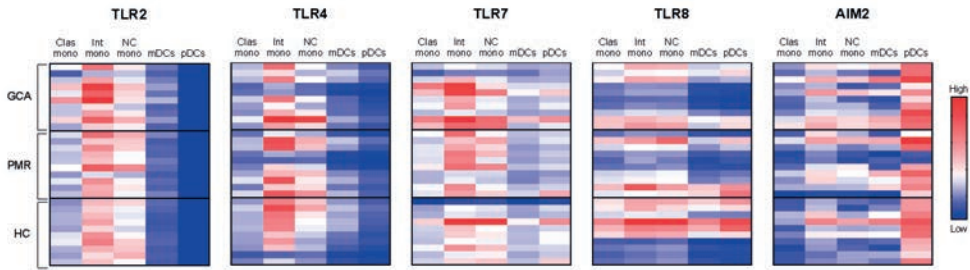 TLR2 TLR4 TLR7 TLR8 AIM2
Clas Int NC Clas Int NC Clas Int NC Clas Int NC Clas Int NC
mono mono mono mDCs pDCs mono mono mono mDCs pDCs mono mono mono mDCs pDCs mono mono mono mDCs pDCs mono mono mono mDCs pDCs
High
GCA
PMR
HC
Low